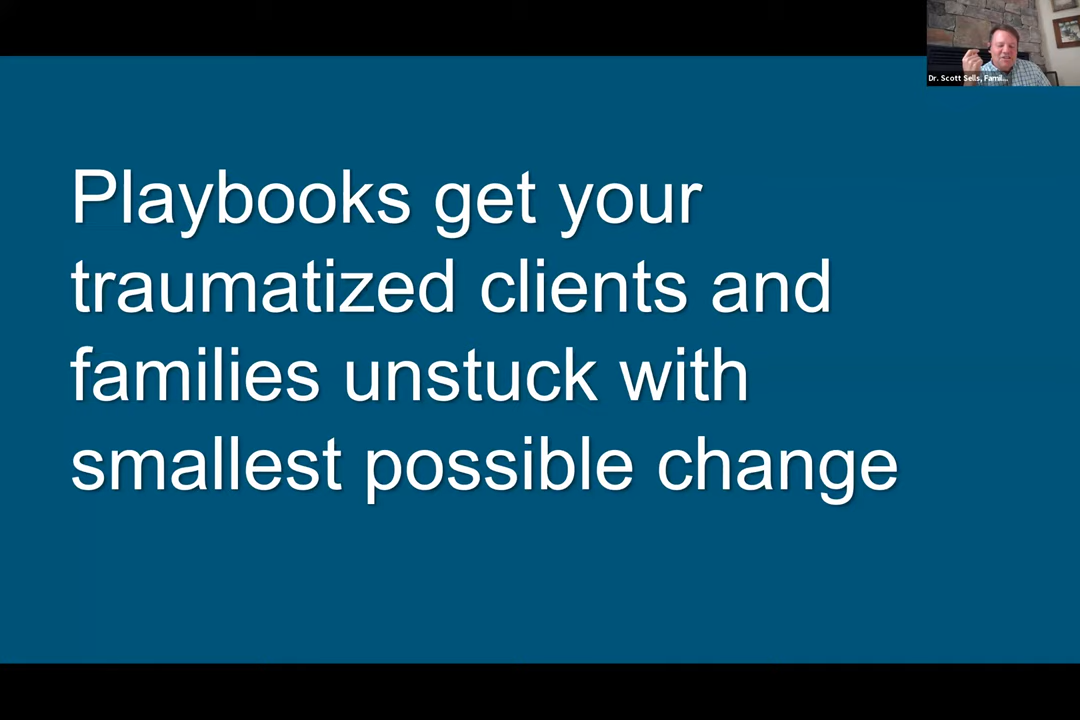 Dr. Scott Sells, Famil...
Playbooks get your
traumatized clients and
families unstuck with
smallest possible change